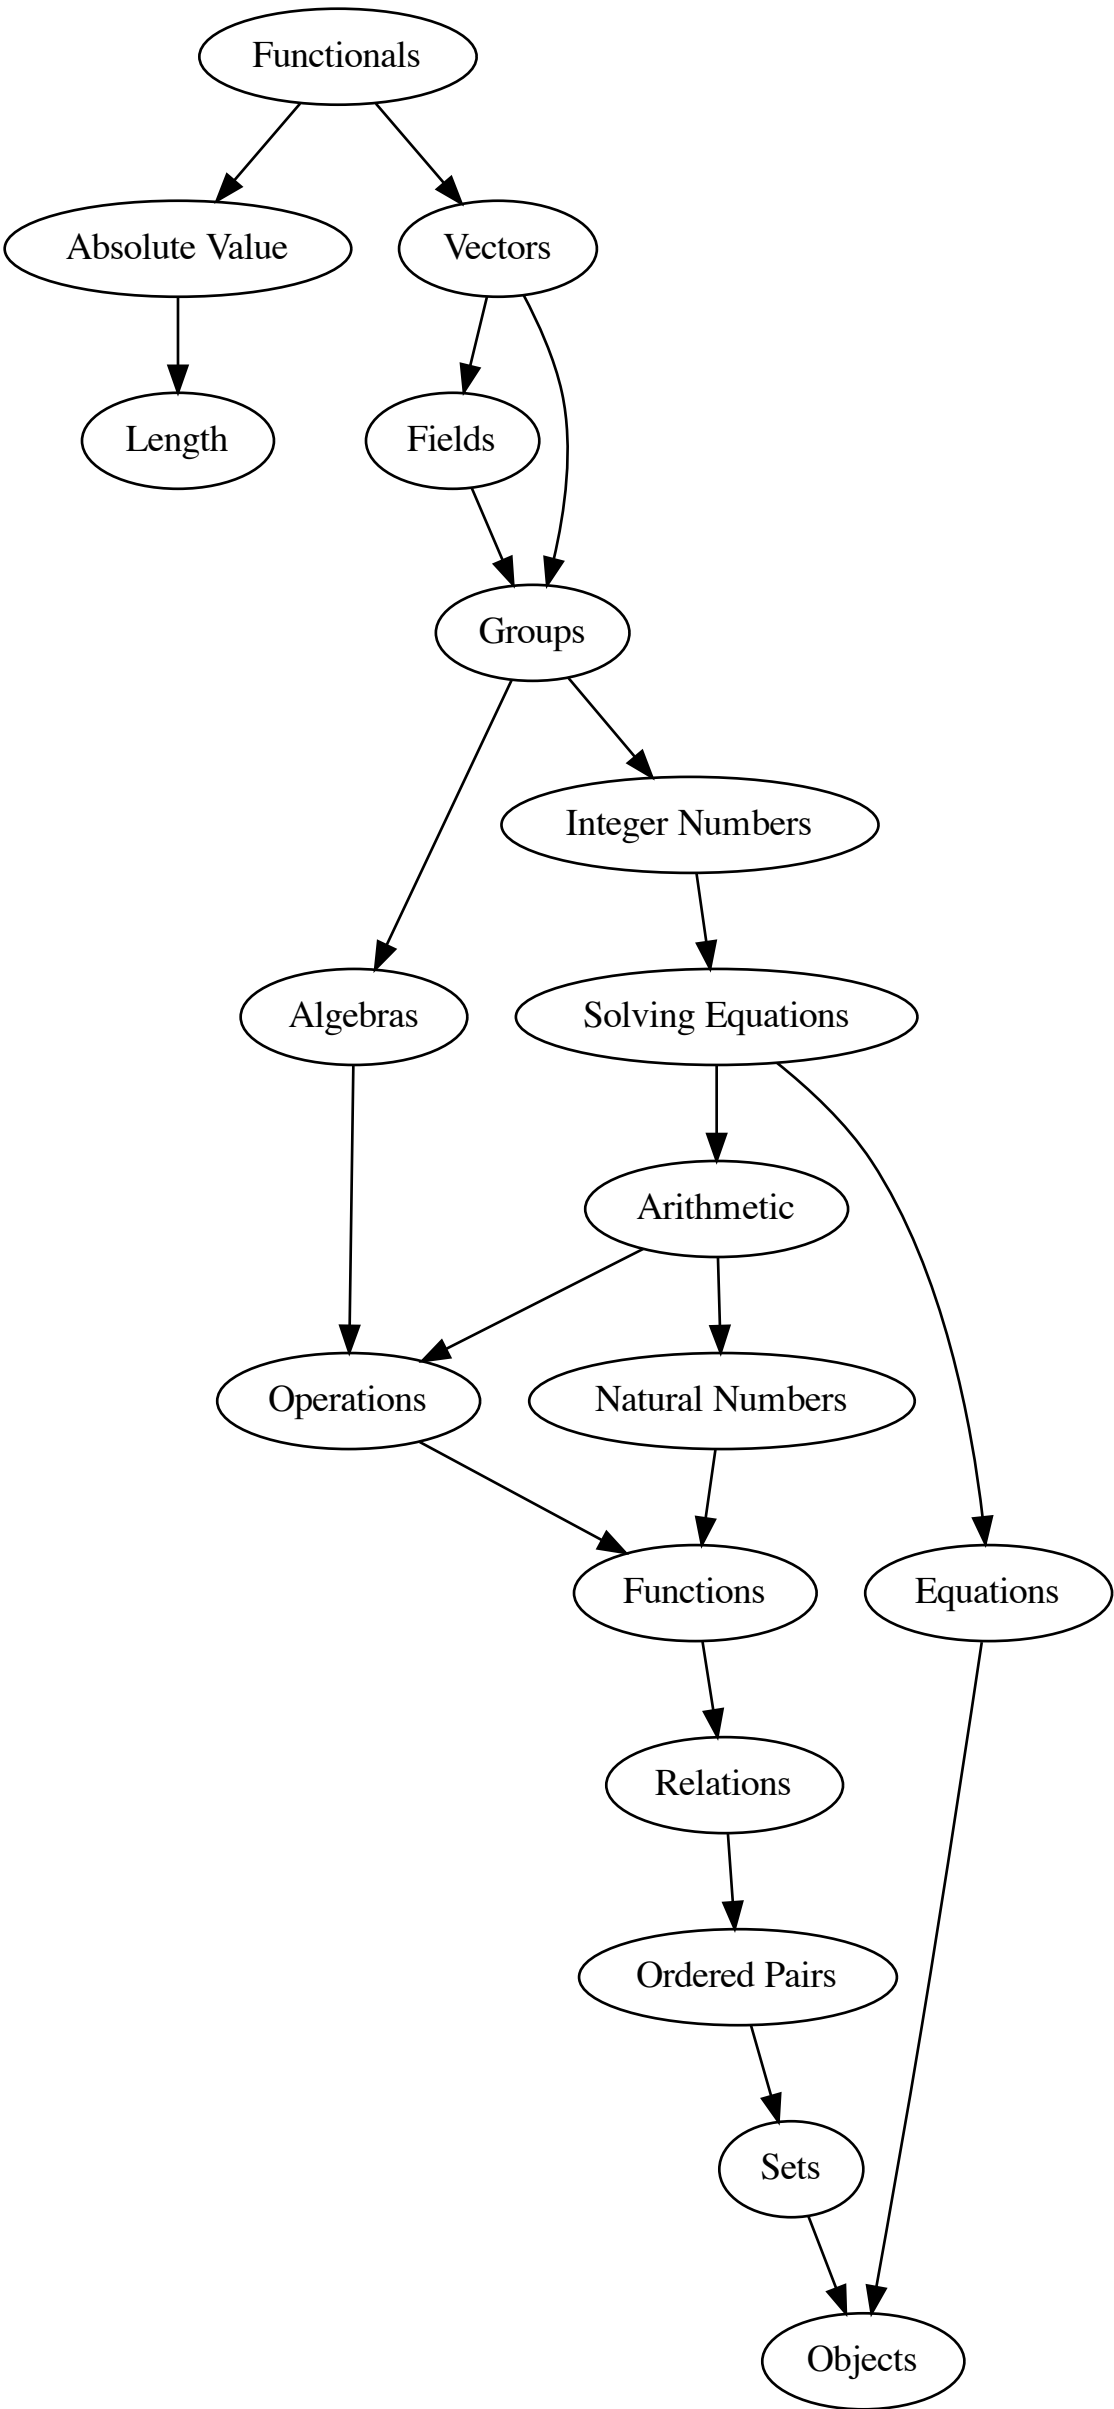 Functionals
Absolute Value
Vectors
Length
Fields
Groups
Integer Numbers
Algebras
Solving Equations
Arithmetic
Operations
Natural Numbers
Functions
Equations
Relations
Ordered Pairs
Sets
Objects